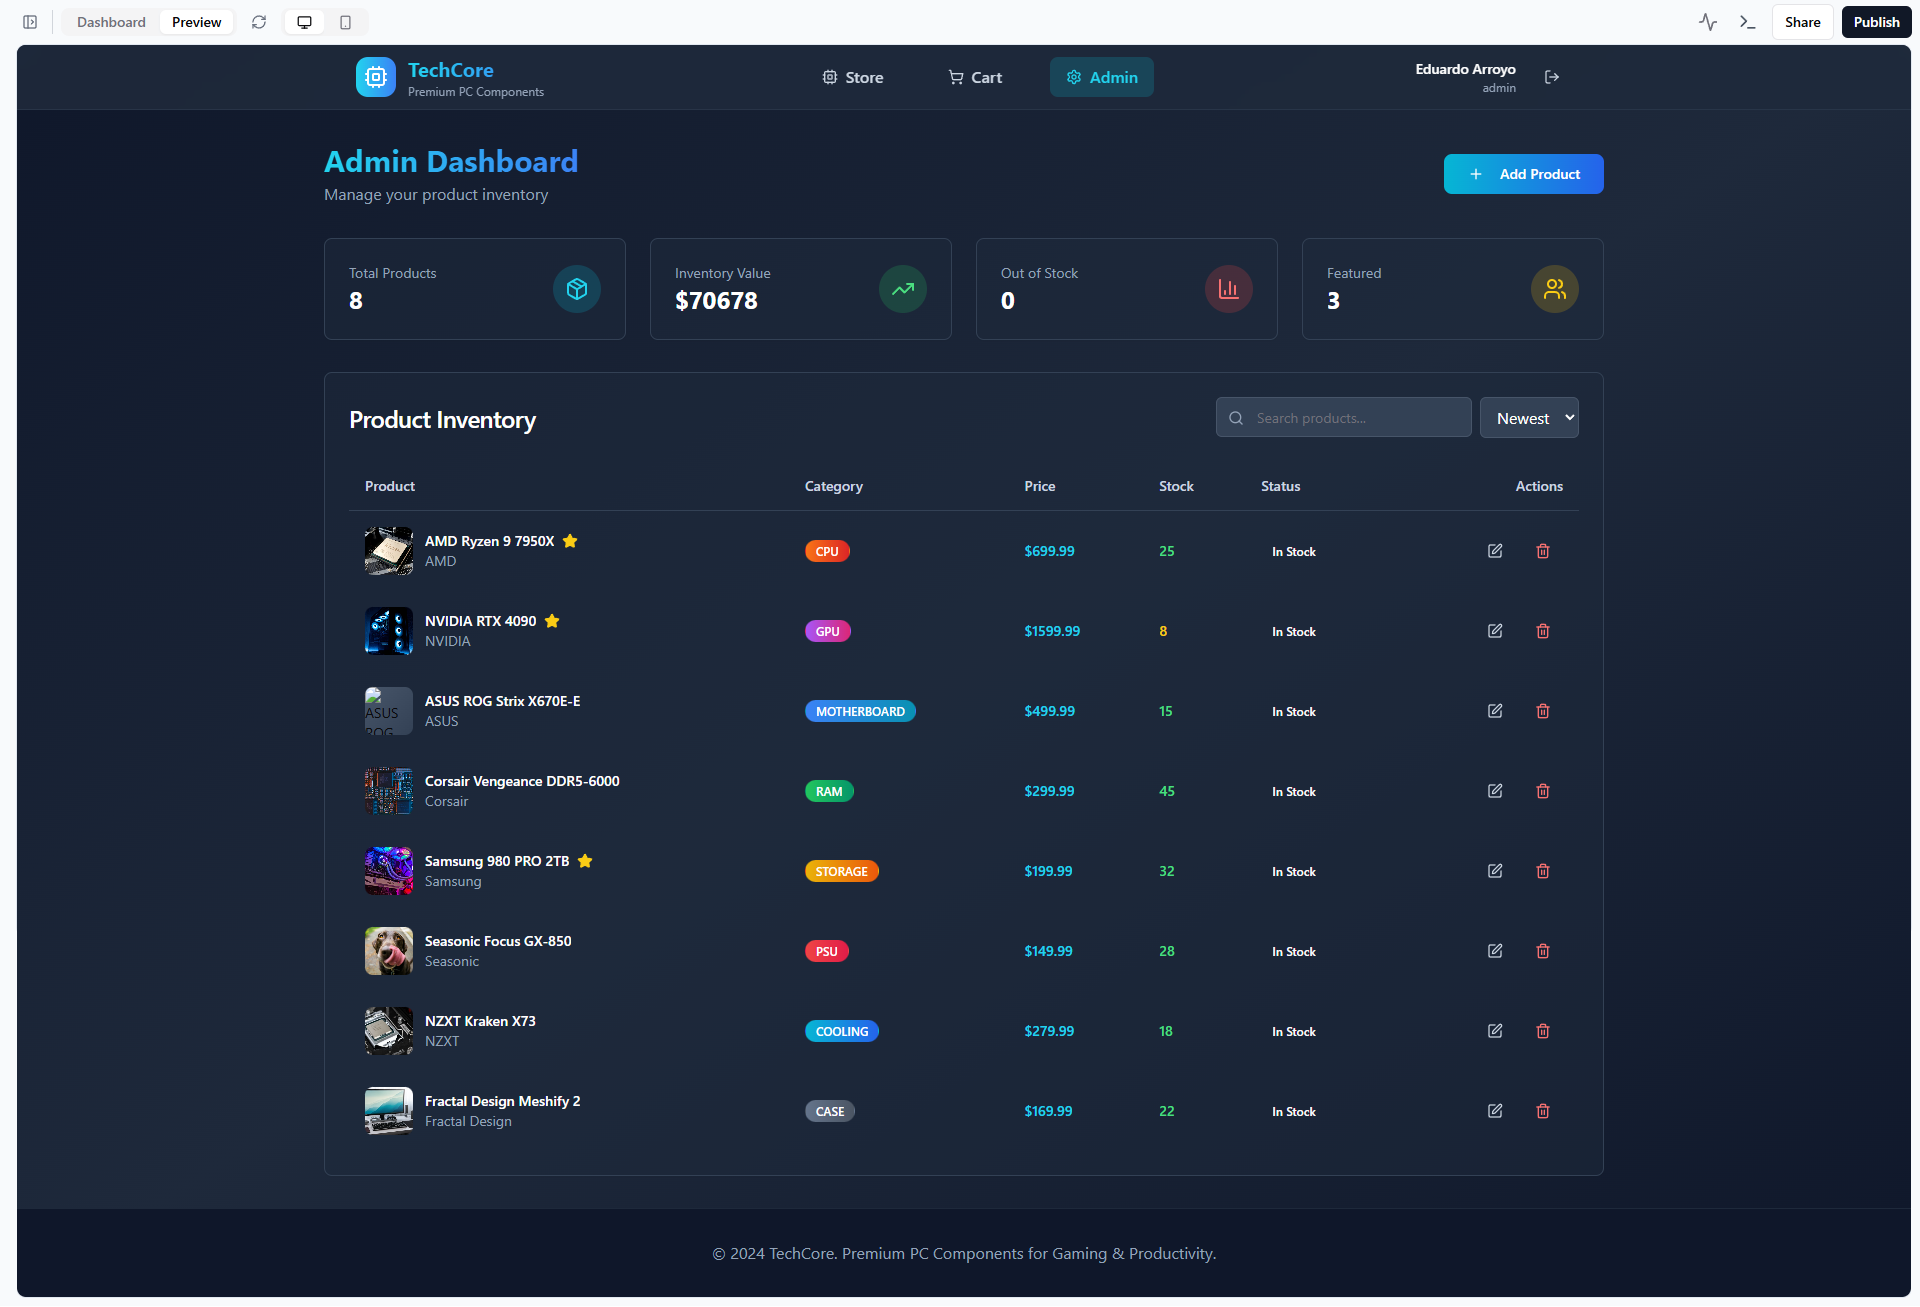 Dashboard Preview Share Publish
TechCore
Premium PC Components
Store Cart Admin
Eduardo Arroyo
admin
Admin Dashboard
Manage your product inventory
Add Product
Total Products
8
Inventory Value
$70678
Out of Stock
0
Featured
3
Product Inventory
Search products...
Newest
Product Category Price Stock Status Actions
AMD Ryzen 9 7950X
AMD
CPU $699.99 25 In Stock
NVIDIA RTX 4090
NVIDIA
GPU $1599.99 8 In Stock
ASUS
ROG
ASUS ROG Strix X670E-E
ASUS
MOTHERBOARD $499.99 15 In Stock
Corsair Vengeance DDR5-6000
Corsair
RAM $299.99 45 In Stock
Samsung 980 PRO 2TB
Samsung
STORAGE $199.99 32 In Stock
Seasonic Focus GX-850
Seasonic
PSU $149.99 28 In Stock
NZXT Kraken X73
NZXT
COOLING $279.99 18 In Stock
Fractal Design Meshify 2
Fractal Design
CASE $169.99 22 In Stock
© 2024 TechCore. Premium PC Components for Gaming & Productivity.